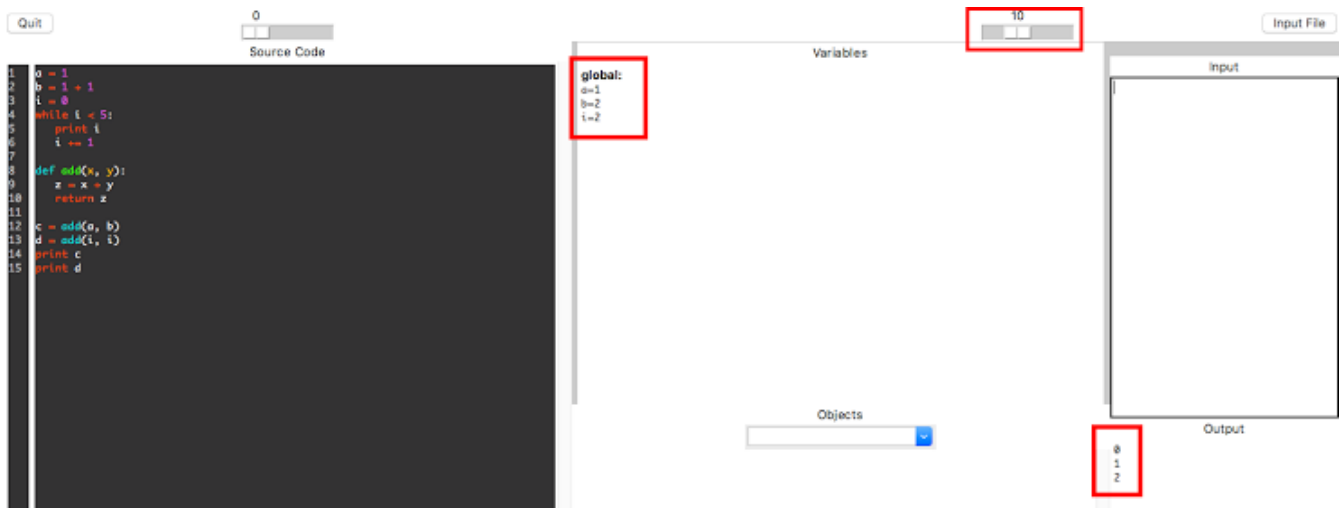 Quit
0
10
Input File
Source Code
Variables
Input
1 a = 1
2 b = 1 + 1
3 i = 0
4 while i < 5:
5    print i
6    i += 1
7
8 def add(x, y):
9    z = x + y
10    return z
11
12 c = add(a, b)
13 d = add(i, i)
14 print c
15 print d
global:
a=1
b=2
i=2
Objects
Output
0
1
2